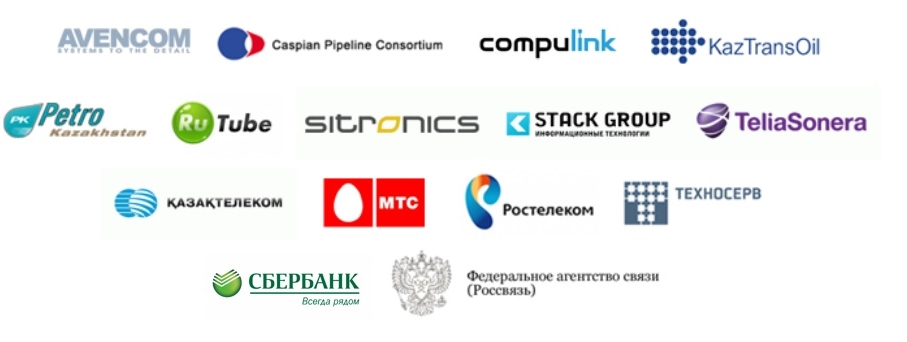 AVENCOM
SYSTEMS TO THE DETAIL
Caspian Pipeline Consortium
compulink
KazTransOil
PK Petro
Kazakhstan
Ru Tube
sitronics
STACK GROUP
ИНФОРМАЦИОННЫЕ ТЕХНОЛОГИИ
TeliaSonera
ҚАЗАҚТЕЛЕКОМ
МТС
Ростелеком
ТЕХНОСЕРВ
СБЕРБАНК
Всегда рядом
Федеральное агентство связи
(Россвязь)